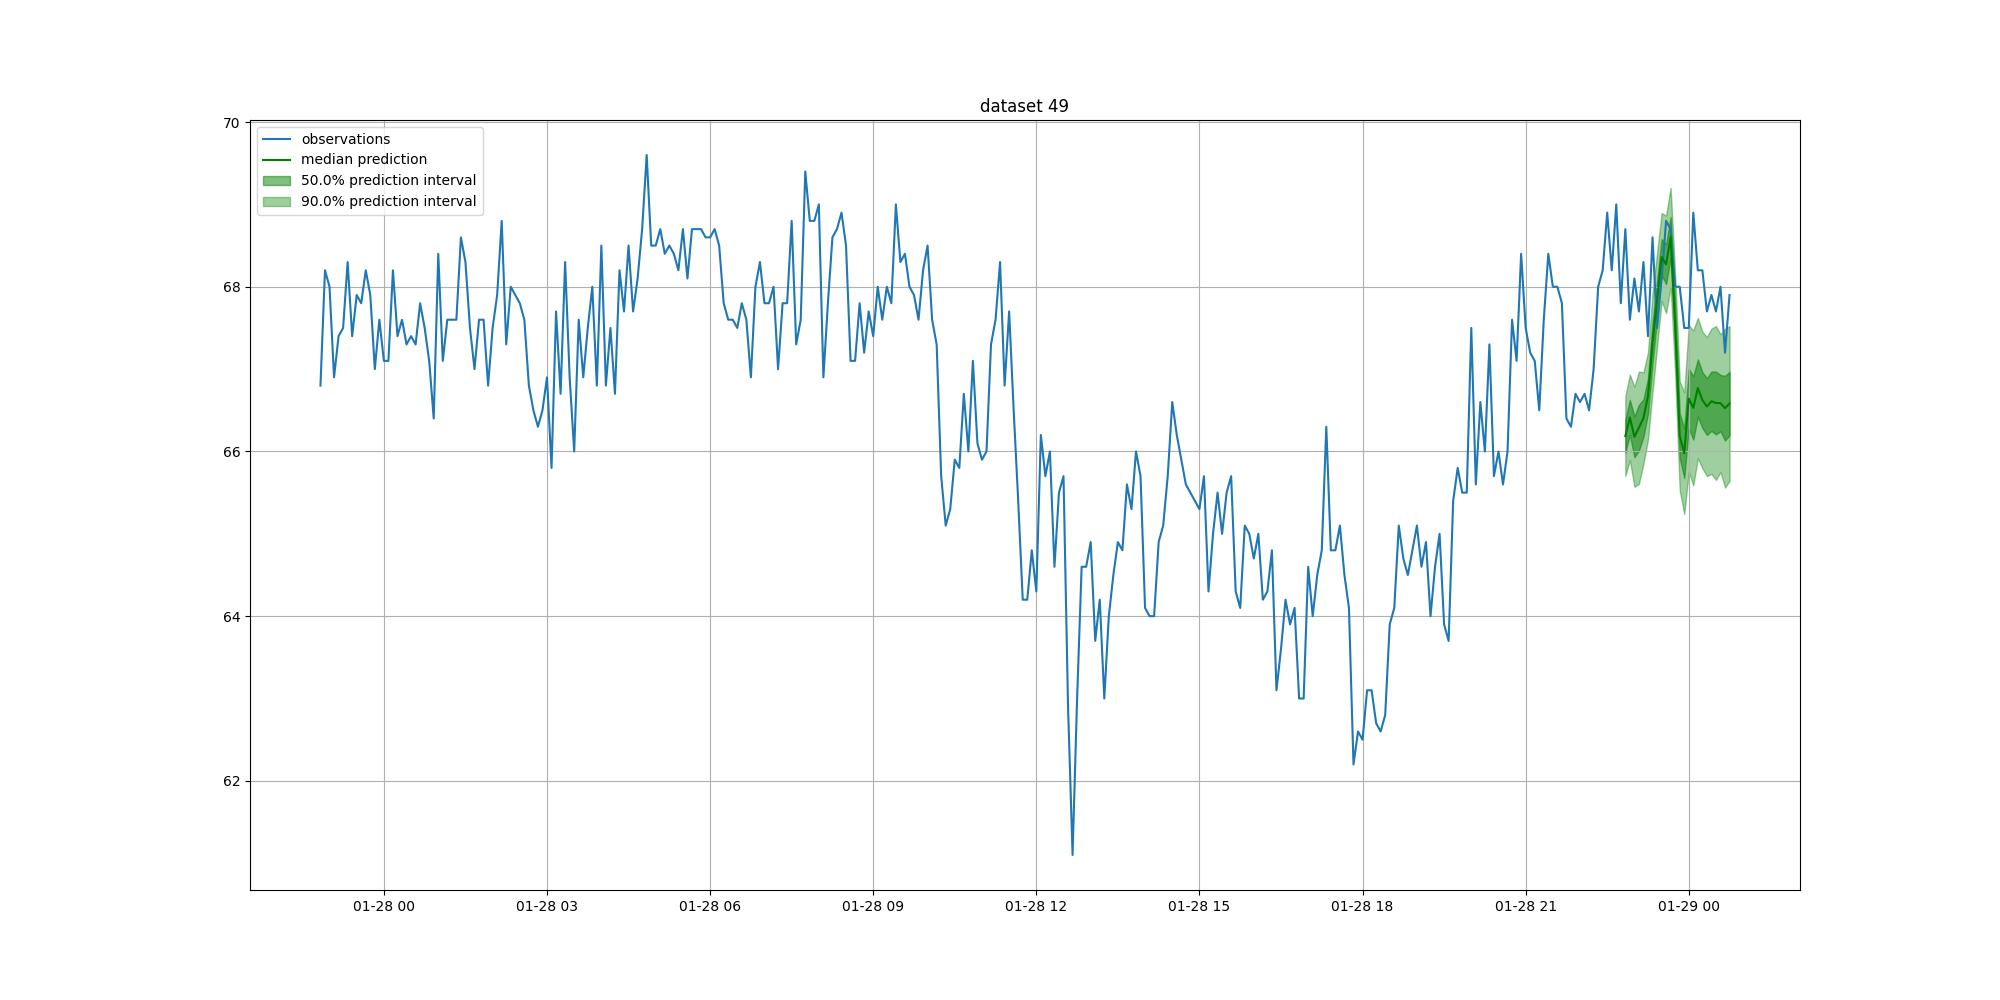 dataset 49
70
observations
median prediction
50.0% prediction interval
90.0% prediction interval
68
66
64
62
01-28 00
01-28 03
01-28 06
01-28 09
01-28 12
01-28 15
01-28 18
01-28 21
01-29 00